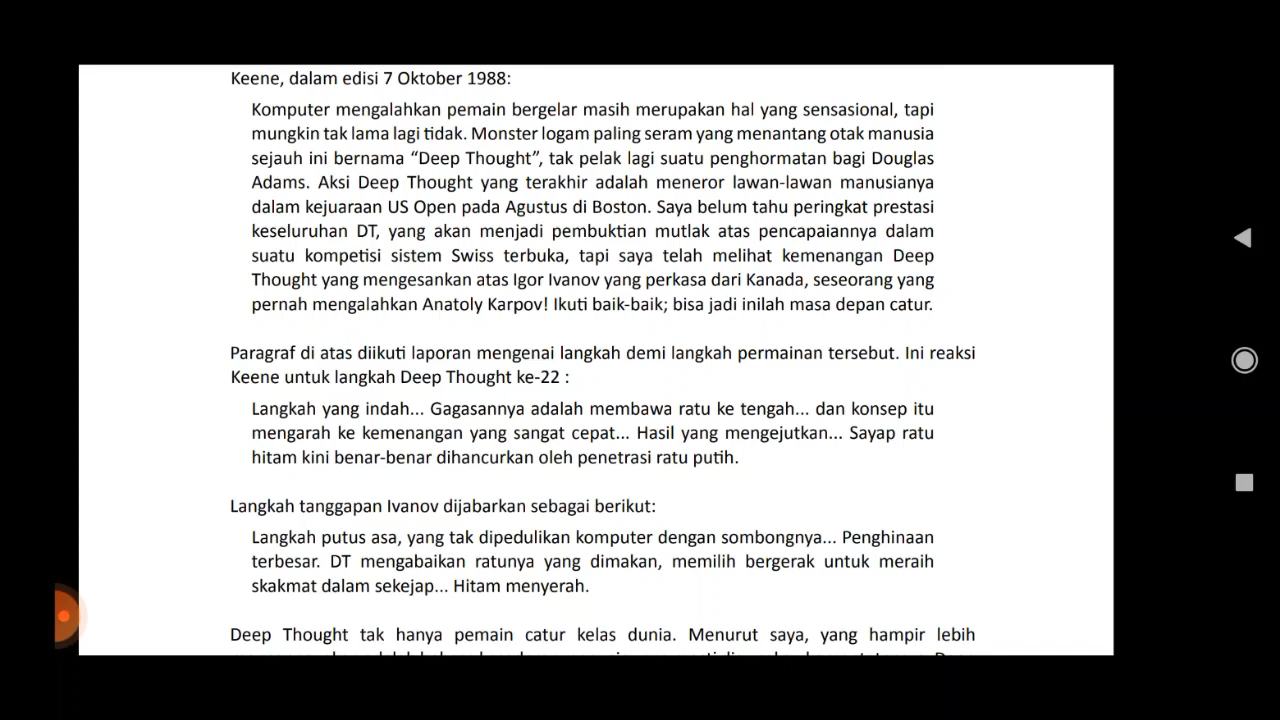 Keene, dalam edisi 7 Oktober 1988:
Komputer mengalahkan pemain bergelar masih merupakan hal yang sensasional, tapi
mungkin tak lama lagi tidak. Monster logam paling seram yang menantang otak manusia
sejauh ini bernama “Deep Thought”, tak pelak lagi suatu penghormatan bagi Douglas
Adams. Aksi Deep Thought yang terakhir adalah meneror lawan-lawan manusianya
dalam kejuaraan US Open pada Agustus di Boston. Saya belum tahu peringkat prestasi
keseluruhan DT, yang akan menjadi pembuktian mutlak atas pencapaiannya dalam
suatu kompetisi sistem Swiss terbuka, tapi saya telah melihat kemenangan Deep
Thought yang mengesankan atas Igor Ivanov yang perkasa dari Kanada, seseorang yang
pernah mengalahkan Anatoly Karpov! Ikuti baik-baik; bisa jadi inilah masa depan catur.
Paragraf di atas diikuti laporan mengenai langkah demi langkah permainan tersebut. Ini reaksi
Keene untuk langkah Deep Thought ke-22 :
Langkah yang indah... Gagasannya adalah membawa ratu ke tengah... dan konsep itu
mengarah ke kemenangan yang sangat cepat... Hasil yang mengejutkan... Sayap ratu
hitam kini benar-benar dihancurkan oleh penetrasi ratu putih.
Langkah tanggapan Ivanov dijabarkan sebagai berikut:
Langkah putus asa, yang tak dipedulikan komputer dengan sombongnya... Penghinaan
terbesar. DT mengabaikan ratunya yang dimakan, memilih bergerak untuk meraih
skakmat dalam sekejap... Hitam menyerah.
Deep Thought tak hanya pemain catur kelas dunia. Menurut saya, yang hampir lebih